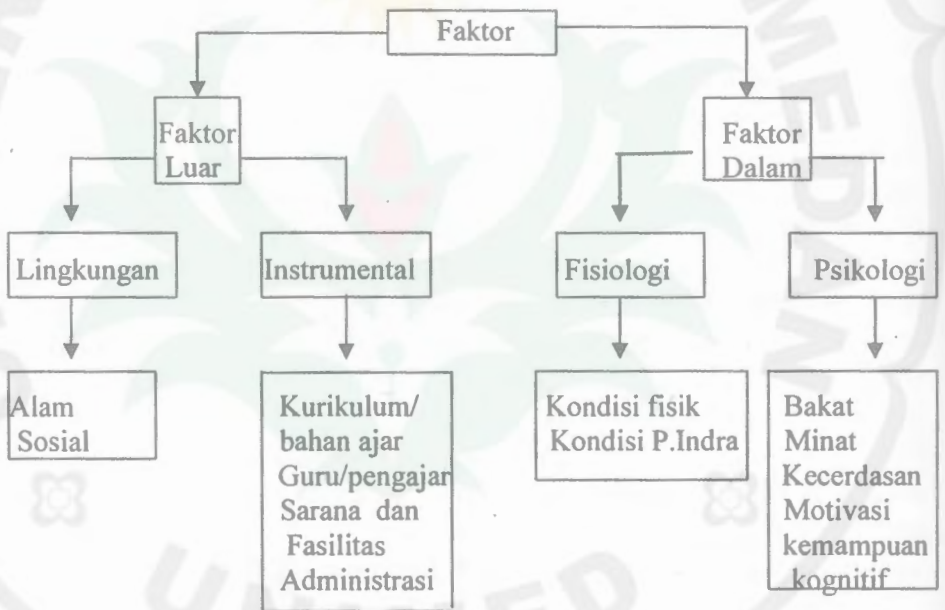 Faktor
Faktor
Luar
Faktor
Dalam
Lingkungan
Instrumental
Fisiologi
Psikologi
Alam
Sosial
Kurikulum/
bahan ajar
Guru/pengajar
Sarana dan
Fasilitas
Administrasi
Kondisi fisik
Kondisi P.Indra
Bakat
Minat
Kecerdasan
Motivasi
kemampuan
kognitif